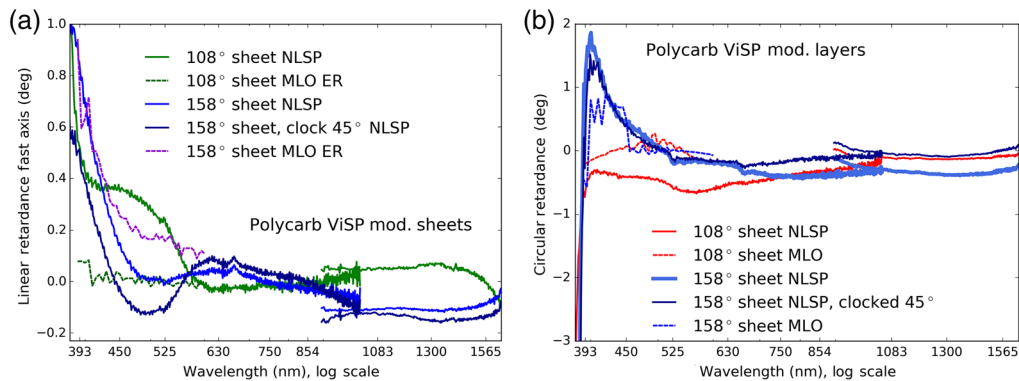 (a)
Linear retardance fast axis (deg)
1.0
0.8
0.6
0.4
0.2
0.0
−0.2
108° sheet NLSP
108° sheet MLO ER
158° sheet NLSP
158° sheet, clock 45° NLSP
158° sheet MLO ER
Polycarb ViSP mod. sheets
393 450 525 630 750 854 1083 1300 1565
Wavelength (nm), log scale
(b)
Circular retardance (deg)
2
1
0
−1
−2
−3
Polycarb ViSP mod. layers
108° sheet NLSP
108° sheet MLO
158° sheet NLSP
158° sheet NLSP, clocked 45°
158° sheet MLO
393 450 525 630 750 854 1083 1300 1565
Wavelength (nm), log scale